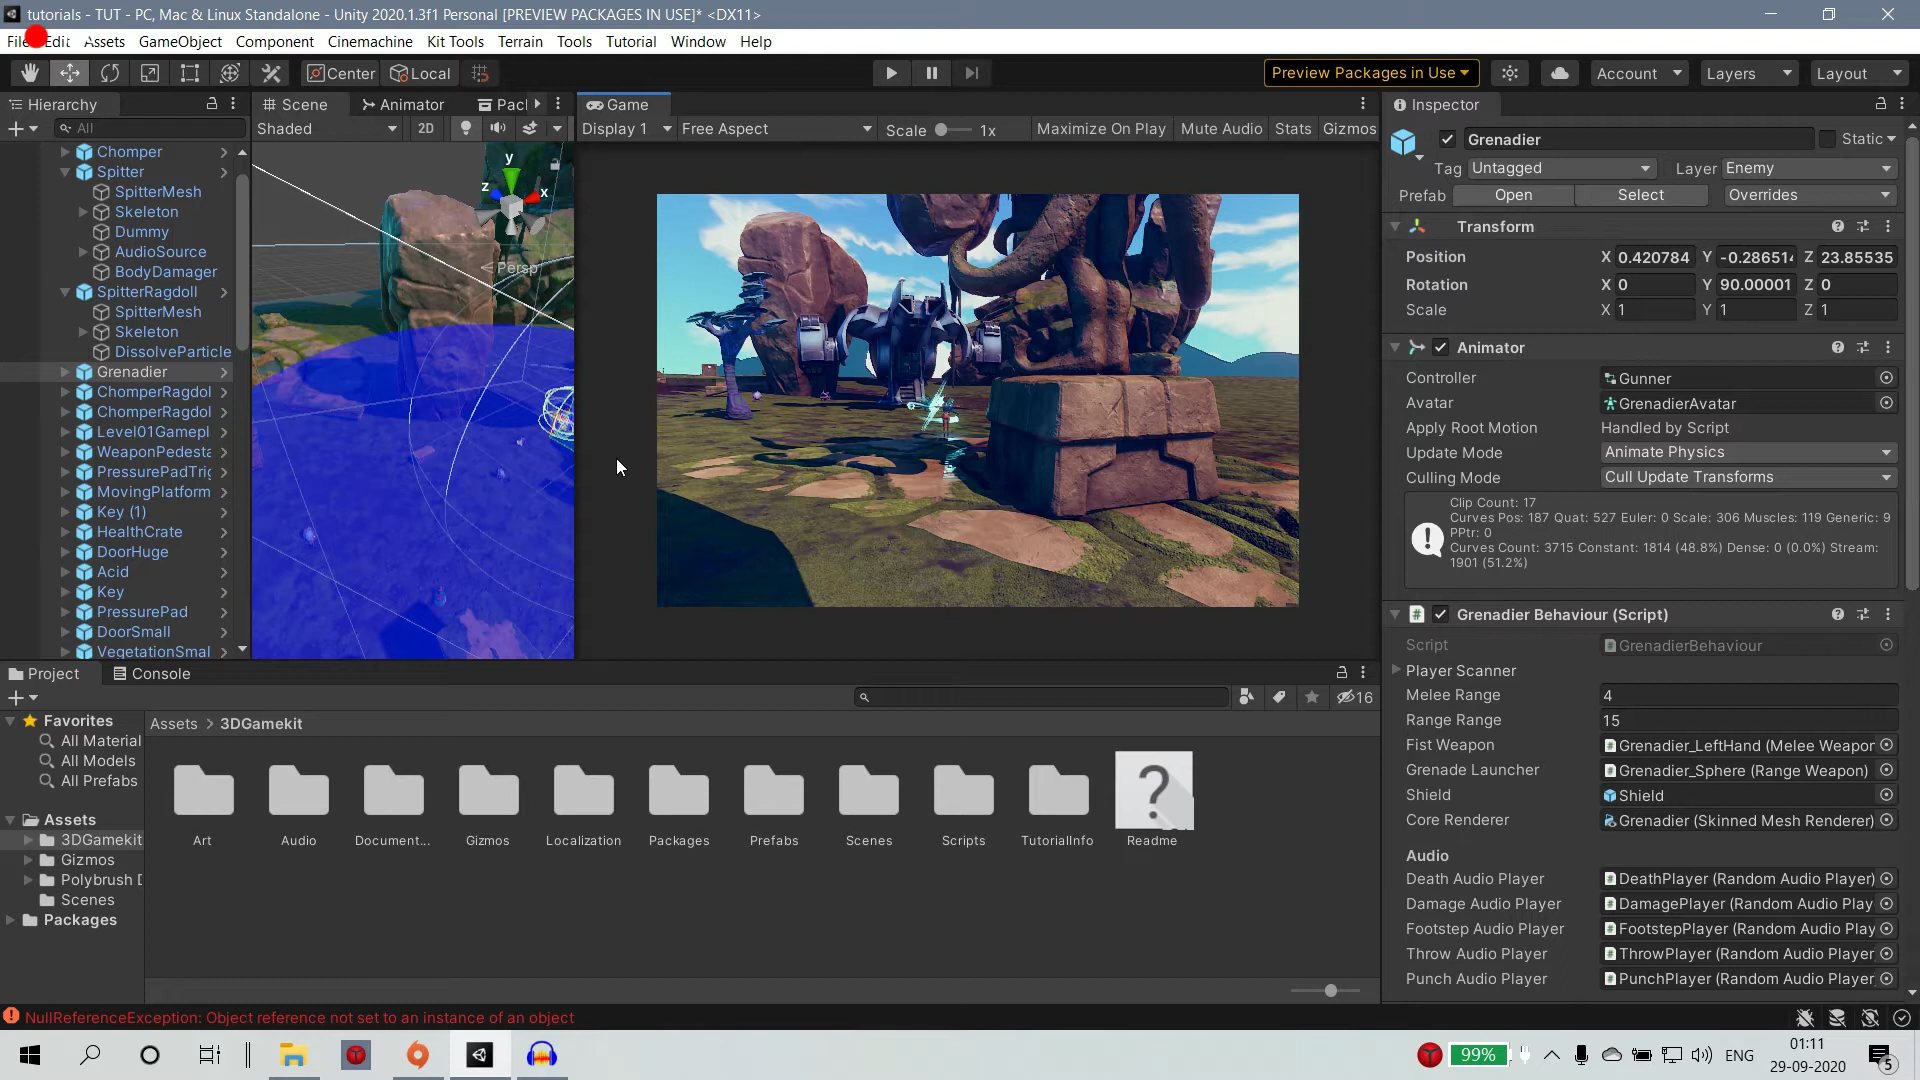 tutorials - TUT - PC, Mac & Linux Standalone - Unity 2020.1.3f1 Personal [PREVIEW PACKAGES IN USE]* <DX11>
File Edit Assets GameObject Component Cinemachine Kit Tools Terrain Tools Tutorial Window Help
Center Local Preview Packages in Use Account Layers Layout
Hierarchy Scene Animator Pac Game Inspector
All Shaded 2D Display 1 Free Aspect Scale 1x Maximize On Play Mute Audio Stats Gizmos
Chomper
Spitter
SpitterMesh
Skeleton
Dummy
AudioSource
BodyDamager
SpitterRagdoll
SpitterMesh
Skeleton
DissolveParticle
Grenadier
ChomperRagdol
ChomperRagdol
Level01Gamepl
WeaponPedesta
PressurePadTri
MovingPlatform
Key (1)
HealthCrate
DoorHuge
Acid
Key
PressurePad
DoorSmall
VegetationSmal
y
z x
Persp
Grenadier Static
Tag Untagged Layer Enemy
Prefab Open Select Overrides
Transform
Position X 0.420784 Y -0.286514 Z 23.85535
Rotation X 0 Y 90.00001 Z 0
Scale X 1 Y 1 Z 1
Animator
Controller Gunner
Avatar GrenadierAvatar
Apply Root Motion Handled by Script
Update Mode Animate Physics
Culling Mode Cull Update Transforms
Clip Count: 17
Curves Pos: 187 Quat: 527 Euler: 0 Scale: 306 Muscles: 119 Generic: 9
PPtr: 0
Curves Count: 3715 Constant: 1814 (48.8%) Dense: 0 (0.0%) Stream:
1901 (51.2%)
Grenadier Behaviour (Script)
Script GrenadierBehaviour
Player Scanner
Melee Range 4
Range Range 15
Fist Weapon Grenadier_LeftHand (Melee Weapor
Grenade Launcher Grenadier_Sphere (Range Weapon)
Shield Shield
Core Renderer Grenadier (Skinned Mesh Renderer)
Audio
Death Audio Player DeathPlayer (Random Audio Player)
Damage Audio Player DamagePlayer (Random Audio Play
Footstep Audio Player FootstepPlayer (Random Audio Play
Throw Audio Player ThrowPlayer (Random Audio Player
Punch Audio Player PunchPlayer (Random Audio Player
Project Console
16
Favorites
All Material
All Models
All Prefabs
Assets
3DGamekit
Gizmos
Polybrush D
Scenes
Packages
Assets > 3DGamekit
Art Audio Document... Gizmos Localization Packages Prefabs Scenes Scripts TutorialInfo Readme
NullReferenceException: Object reference not set to an instance of an object
99% ENG 01:11
29-09-2020
5